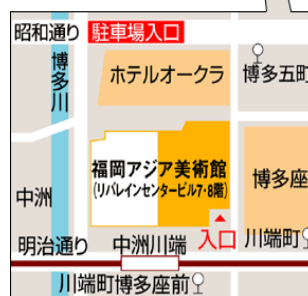 昭和通り
駐車場入口
博多川
ホテルオークラ
博多五町
福岡アジア美術館
(リバレインセンタービル7・8階)
博多座
中洲
入口
川端町
明治通り
中洲川端
川端町博多座前